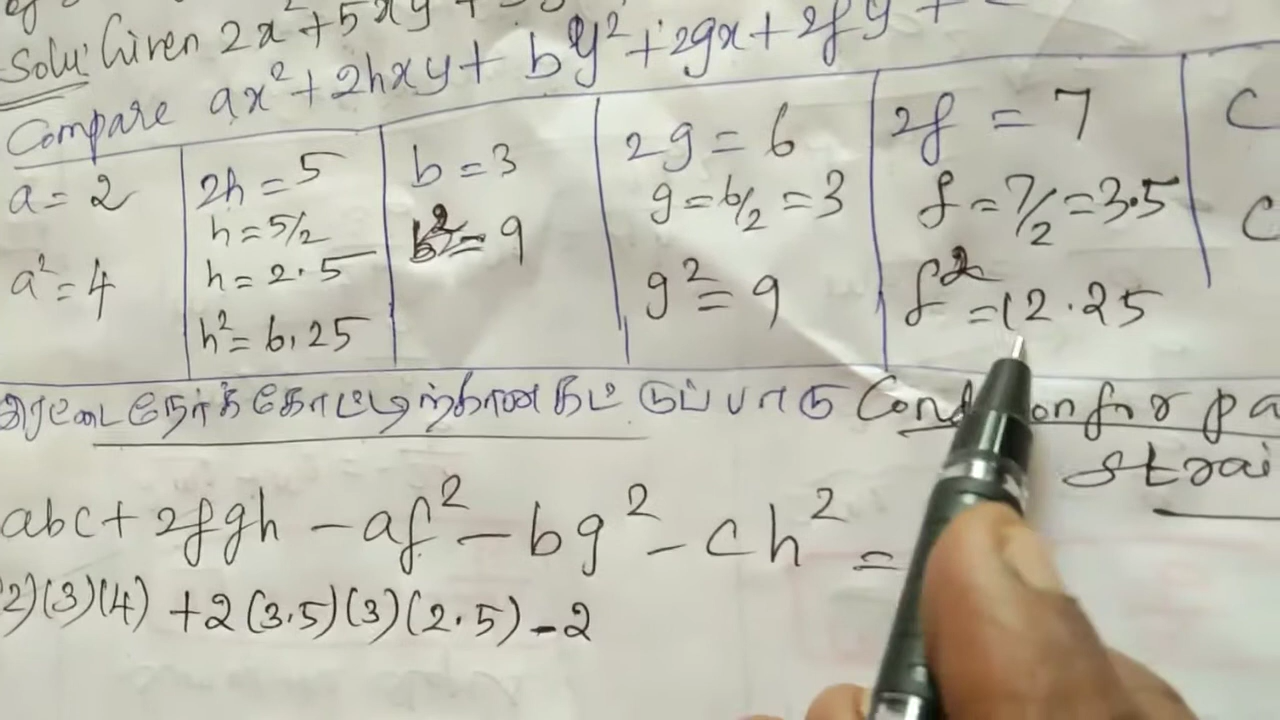 Solu: Given 2x²+5xy+
Compare ax²+2hxy+ by²+2gx+2fy+
a=2
a²=4
2h=5
h=5/2
h=2.5
h²=6.25
b=3
b²=9
2g=6
g=6/2=3
g²=9
2f=7
f=7/2=3.5
f²=12.25
C
C
இரட்டை நேர்க்கோட்டிற்கான கட்டுப்பாடு
for pa
strai
abc+2fgh-af²-bg²-ch²=
2)(3)(4)+2(3.5)(3)(2.5)-2